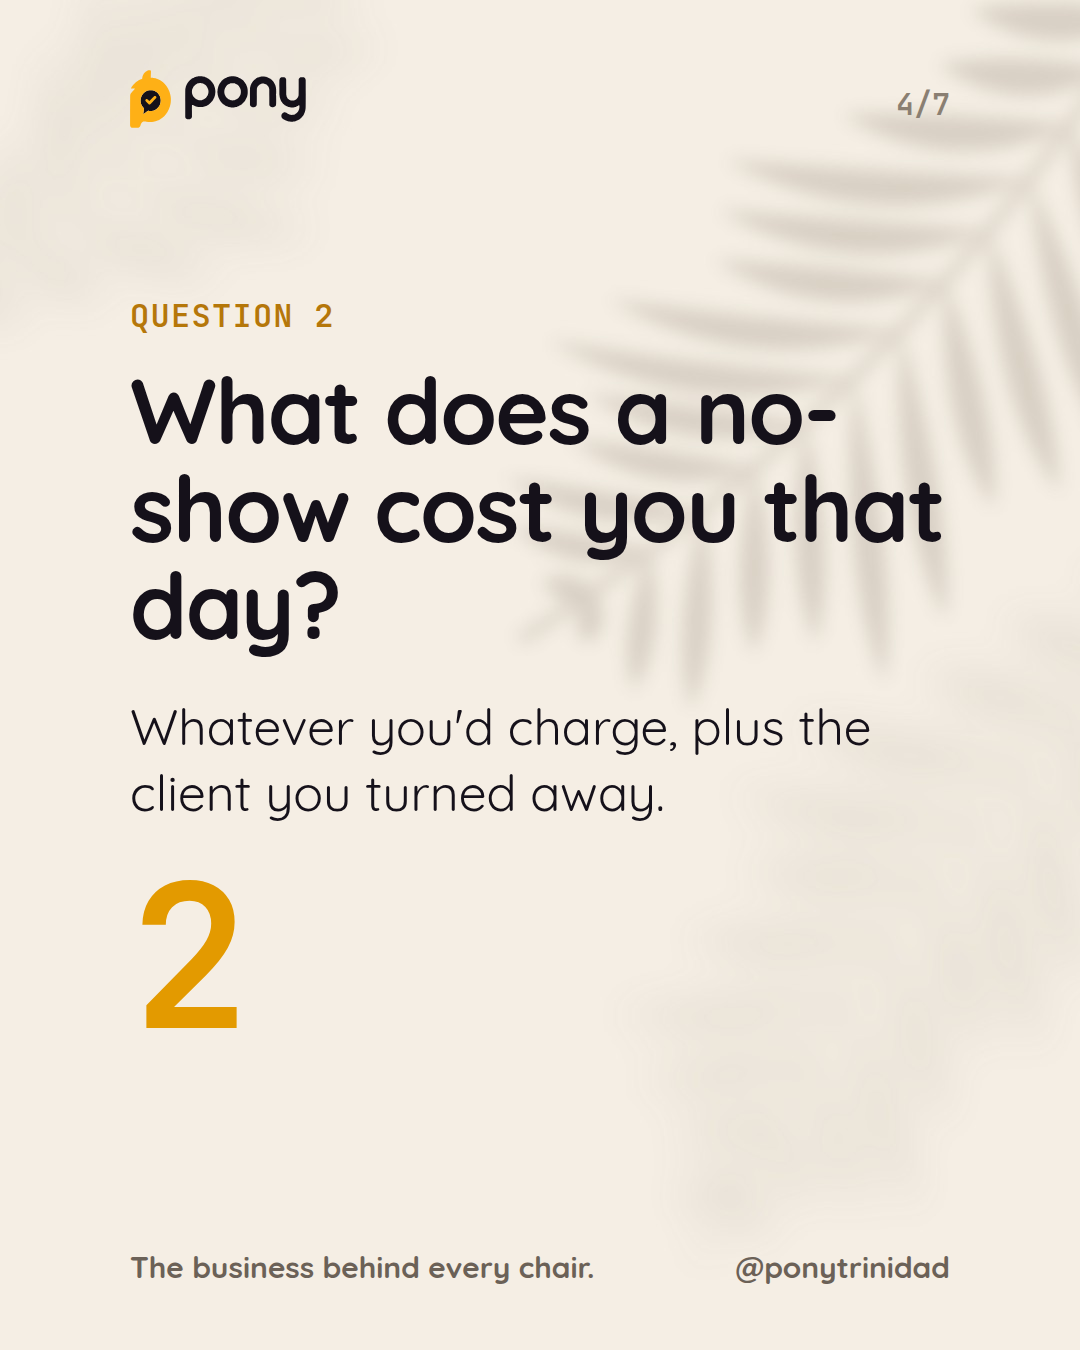 pony
4/7
QUESTION 2
What does a no-
show cost you that
day?
Whatever you'd charge, plus the
client you turned away.
2
The business behind every chair.
@ponytrinidad